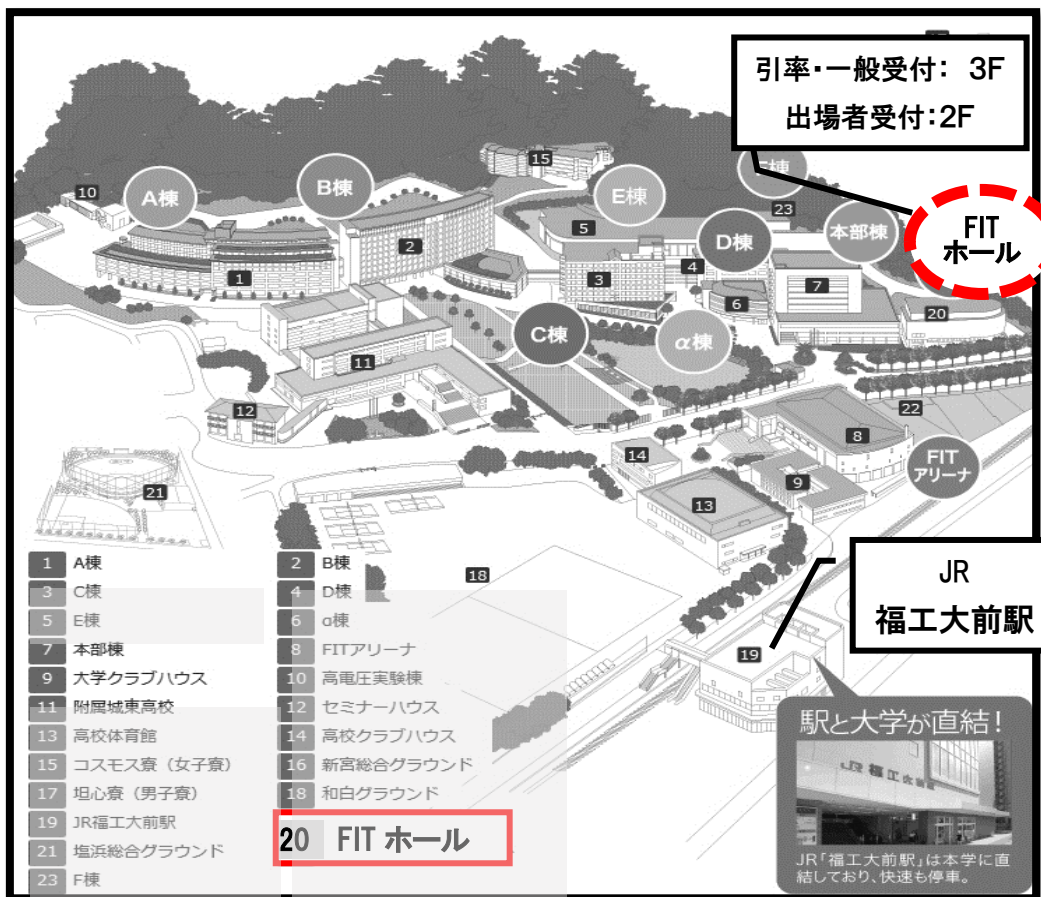 引率・一般受付： 3F
出場者受付：2F
15
10
A棟
B棟
E棟
F棟
23
5
D棟
本部棟
FIT
ホール
1
2
3
4
6
7
20
C棟
α棟
11
12
22
8
14
9
FIT
アリーナ
13
21
18
19
JR
福工大前駅
1 A棟
2 B棟
3 C棟
4 D棟
5 E棟
6 α棟
7 本部棟
8 FITアリーナ
9 大学クラブハウス
10 高電圧実験棟
11 附属城東高校
12 セミナーハウス
13 高校体育館
14 高校クラブハウス
15 コスモス寮（女子寮）
16 新宮総合グラウンド
17 坦心寮（男子寮）
18 和白グラウンド
19 JR福工大前駅
20 FIT ホール
21 塩浜総合グラウンド
23 F棟
駅と大学が直結！
JR福工大前駅
JR「福工大前駅」は本学に直
結しており、快速も停車。